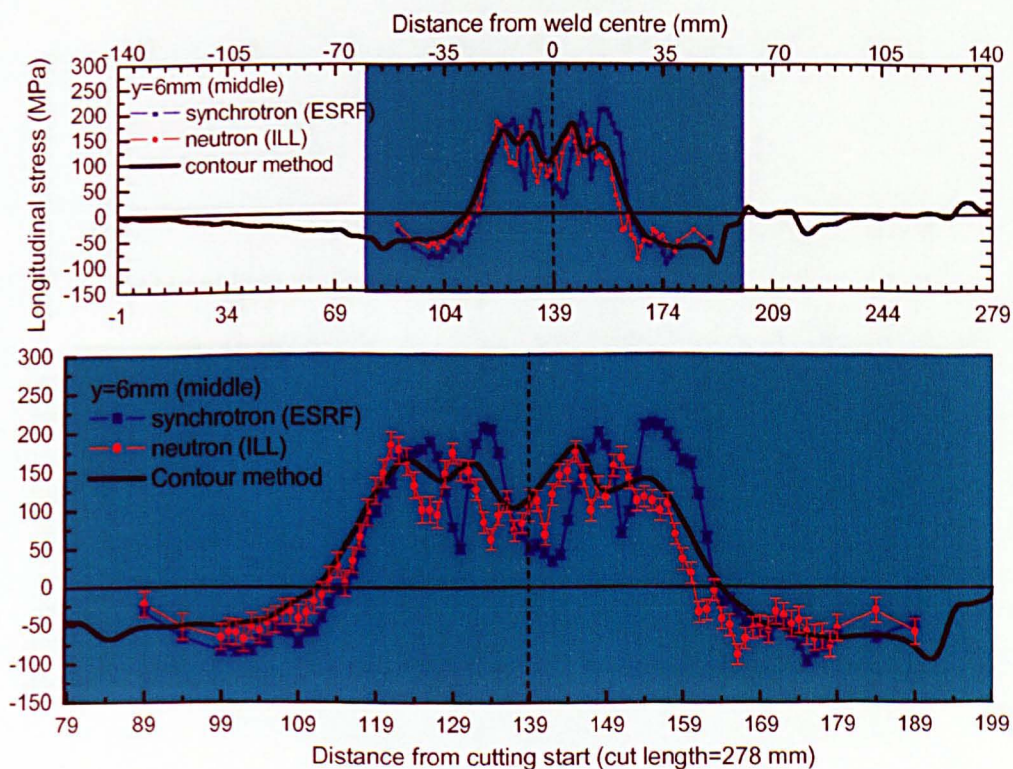 Distance from weld centre (mm)
-140 -105 -70 -35 0 35 70 105 140
Longitudinal stress (MPa)
300
250
200
150
100
50
0
-50
-100
-150
y=6mm (middle)
synchrotron (ESRF)
neutron (ILL)
contour method
-1 34 69 104 139 174 209 244 279
300
250
200
150
100
50
0
-50
-100
-150
y=6mm (middle)
synchrotron (ESRF)
neutron (ILL)
Contour method
79 89 99 109 119 129 139 149 159 169 179 189 199
Distance from cutting start (cut length=278 mm)